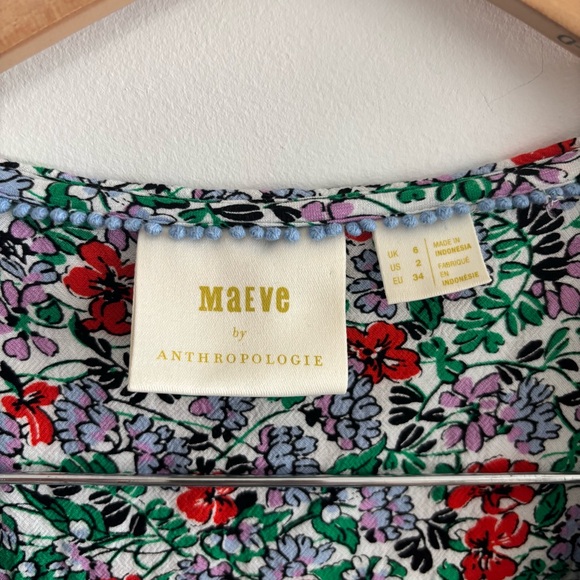 MAEVE
by
ANTHROPOLOGIE
UK 6
US 2
EU 34
MADE IN
INDONESIA
FABRIQUÉ
EN
INDONÉSIE